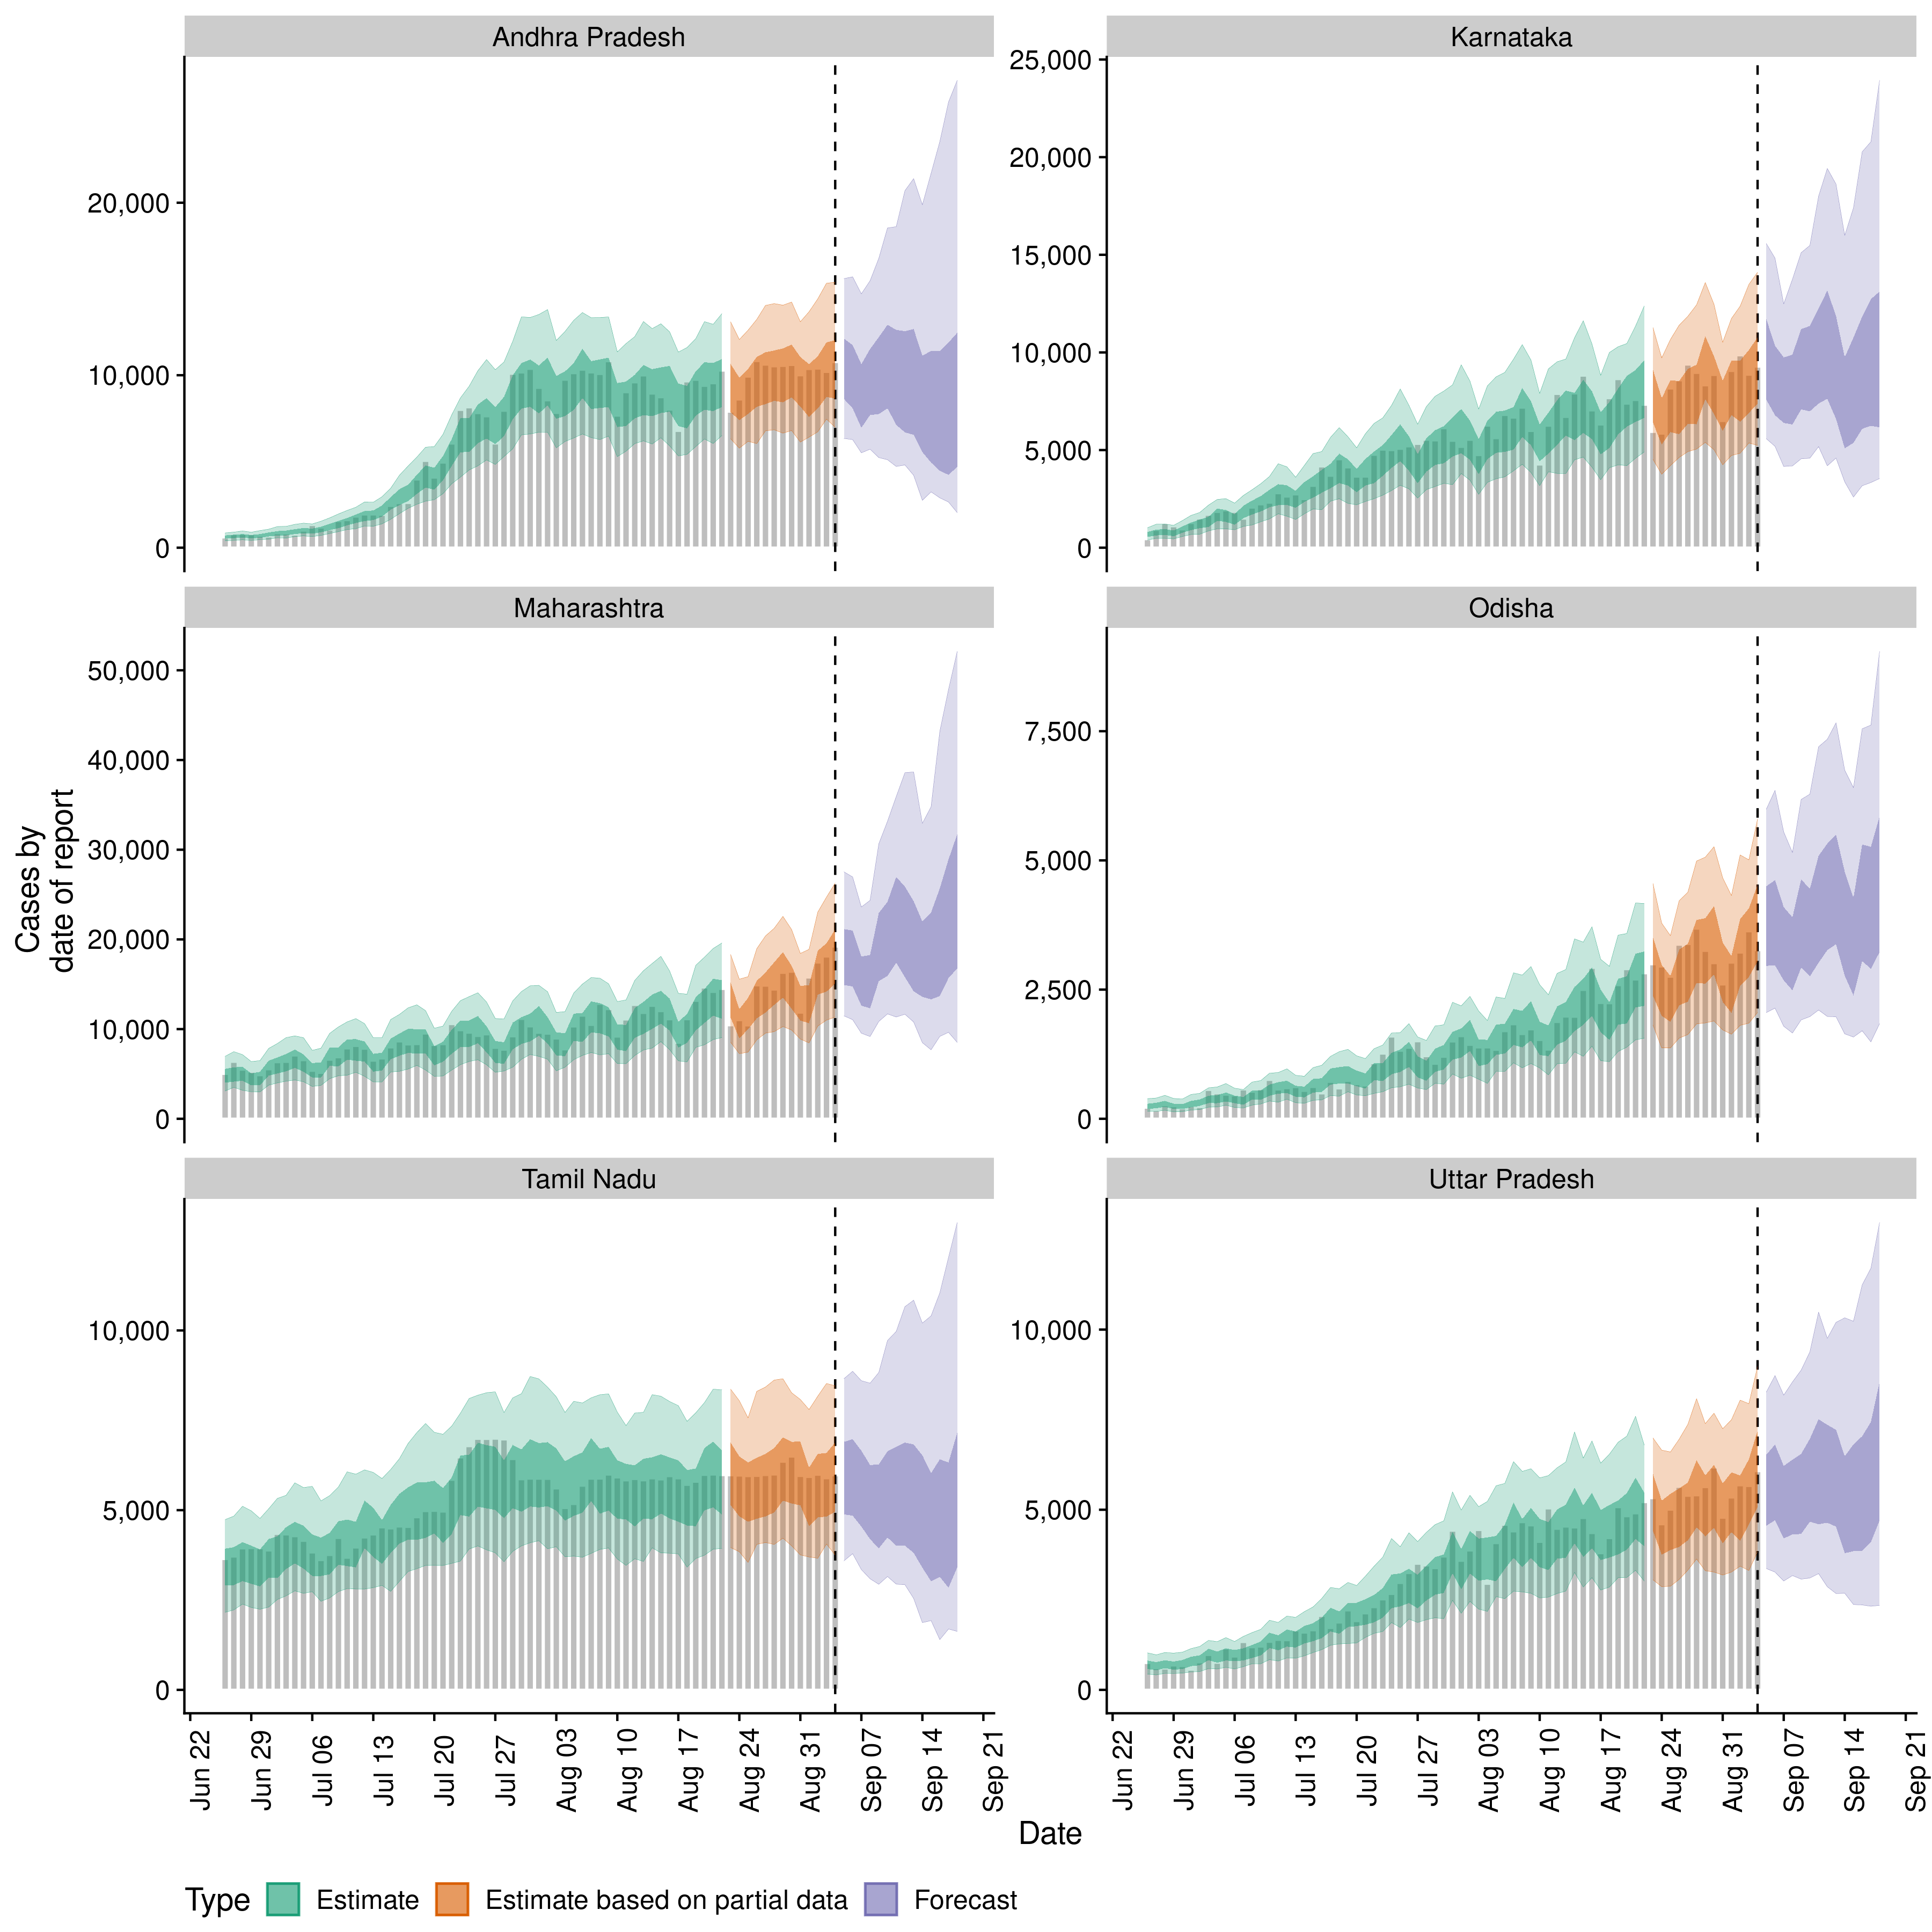 Andhra Pradesh
Karnataka
25,000
20,000
15,000
10,000
5,000
0
20,000
10,000
0
Maharashtra
Odisha
50,000
40,000
30,000
20,000
10,000
0
7,500
5,000
2,500
0
Cases by
date of report
Tamil Nadu
Uttar Pradesh
10,000
5,000
0
10,000
5,000
0
Jun 22
Jun 29
Jul 06
Jul 13
Jul 20
Jul 27
Aug 03
Aug 10
Aug 17
Aug 24
Aug 31
Sep 07
Sep 14
Sep 21
Jun 22
Jun 29
Jul 06
Jul 13
Jul 20
Jul 27
Aug 03
Aug 10
Aug 17
Aug 24
Aug 31
Sep 07
Sep 14
Sep 21
Date
Type Estimate Estimate based on partial data Forecast